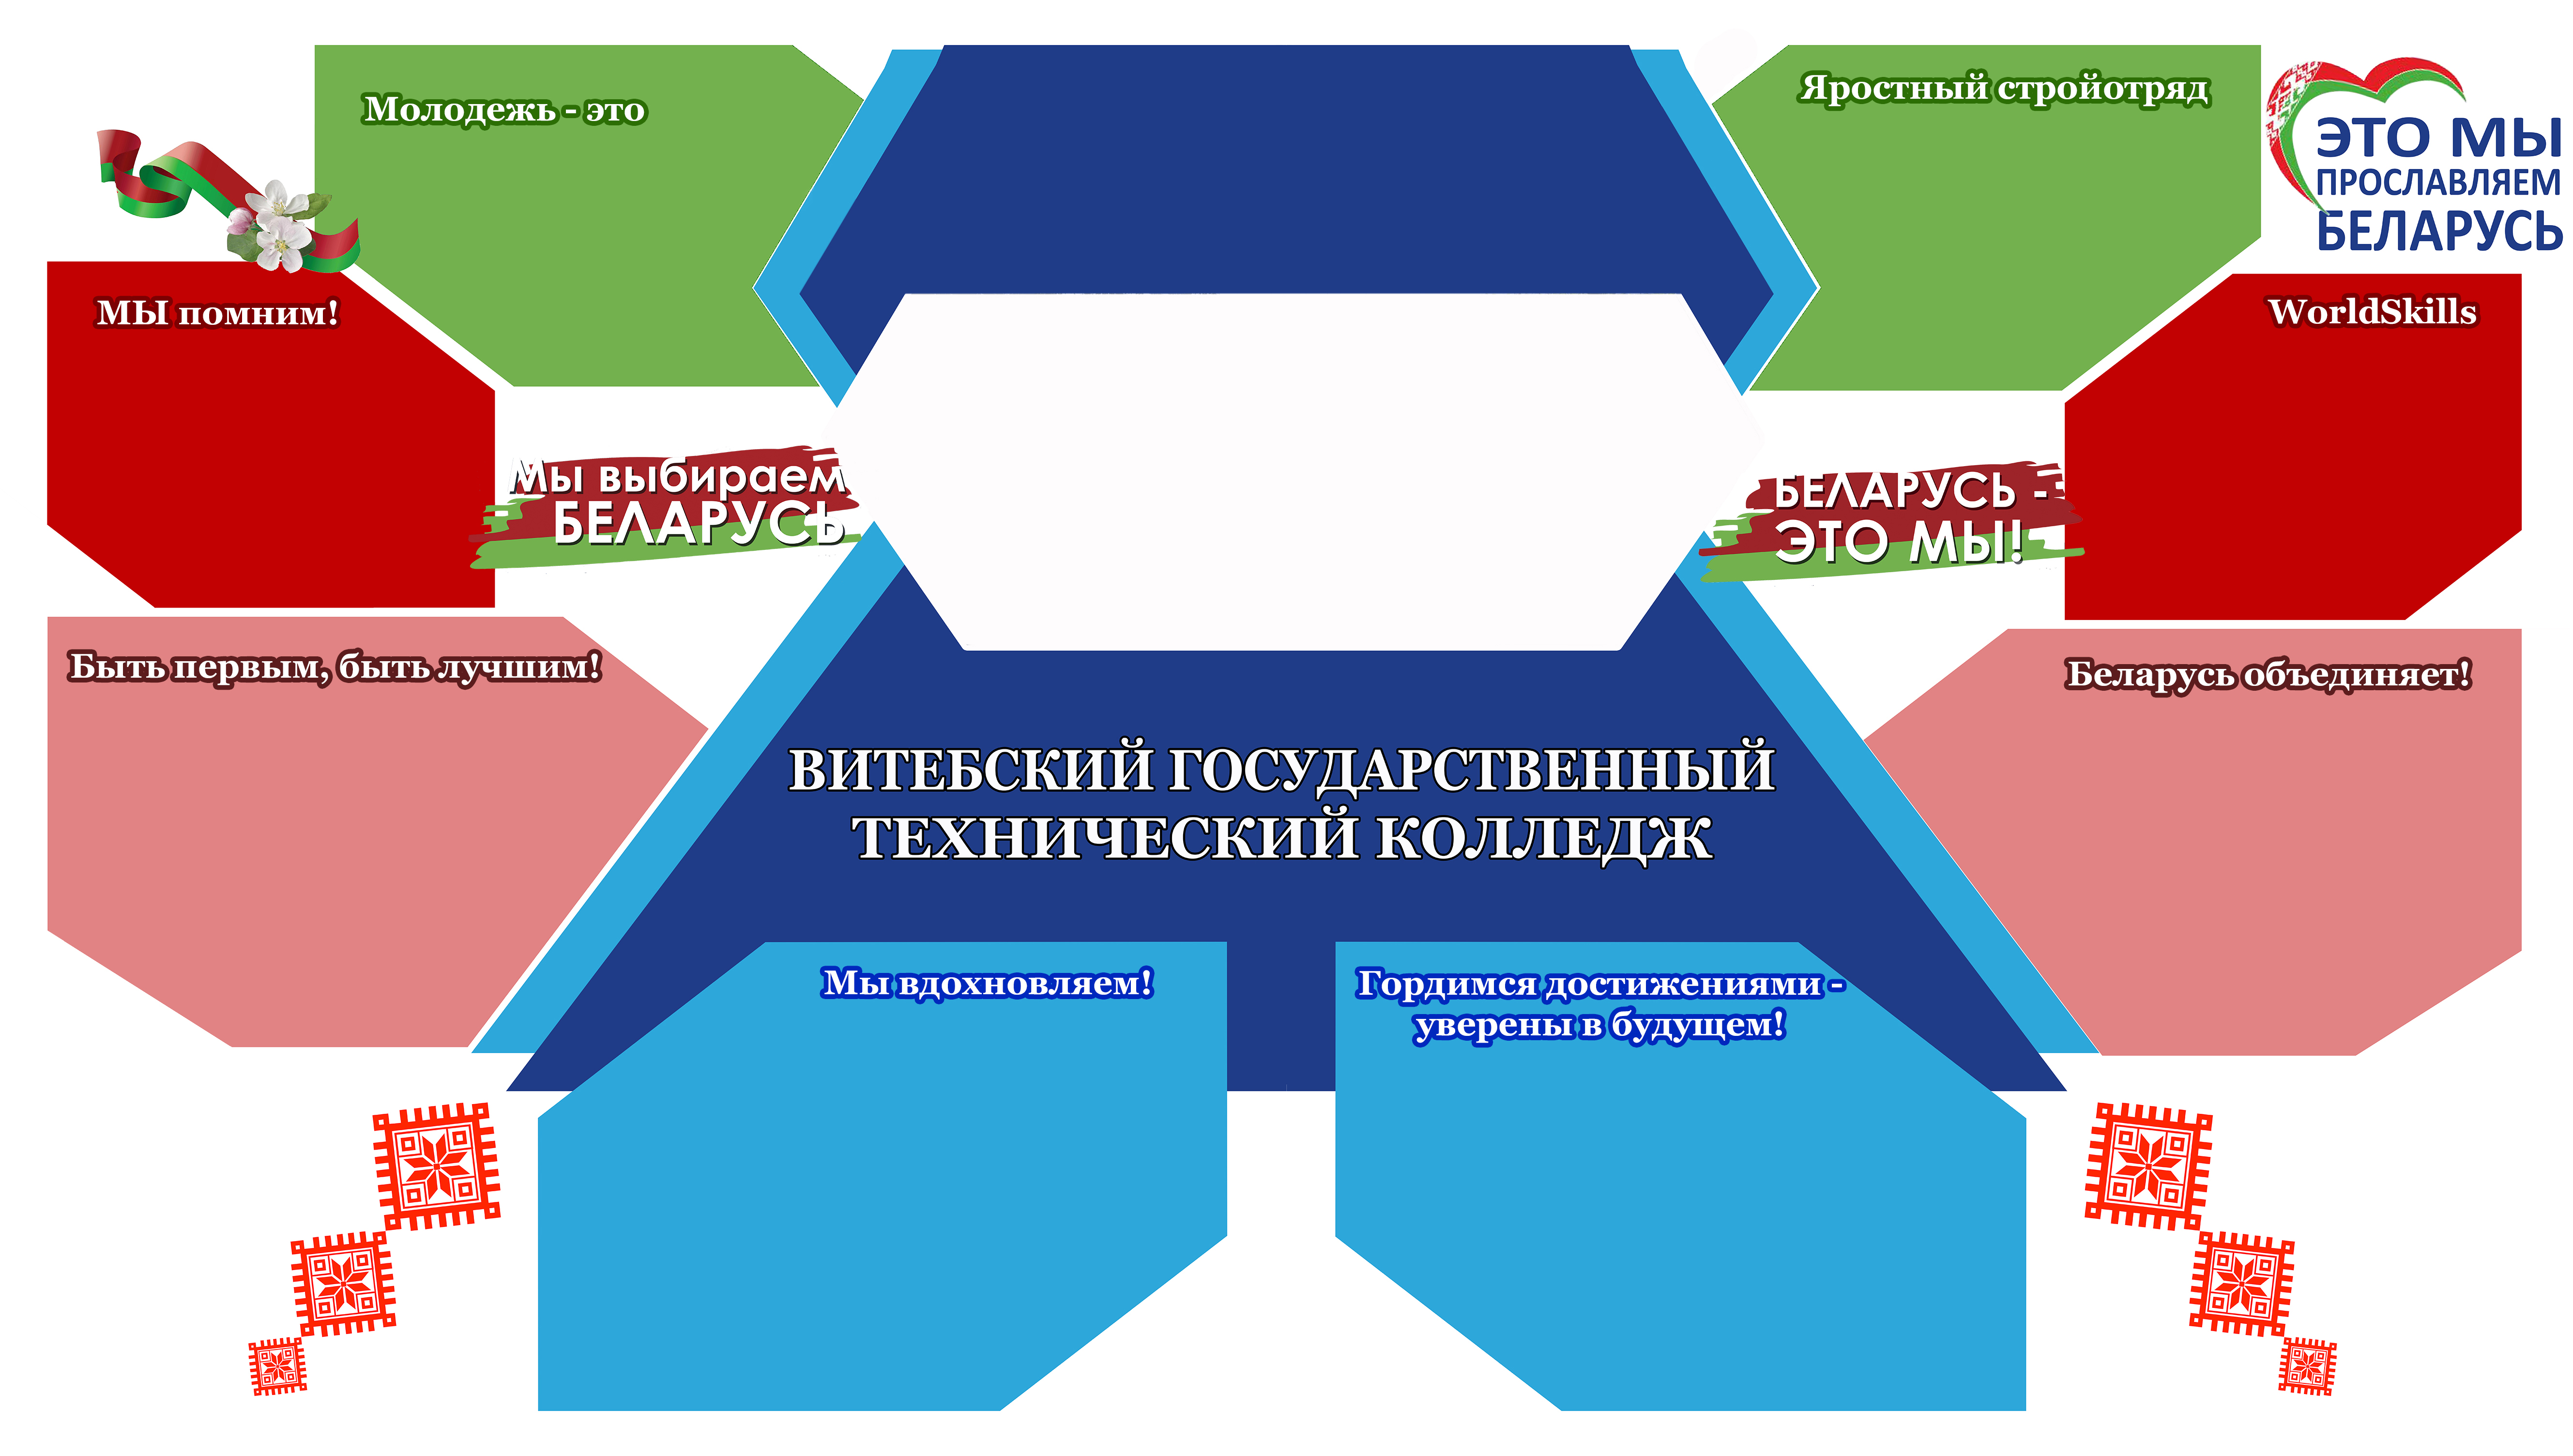 Молодежь - это
Яростный стройотряд
ЭТО МЫ
ПРОСЛАВЛЯЕМ
БЕЛАРУСЬ
МЫ помним!
WorldSkills
Мы выбираем
БЕЛАРУСЬ
БЕЛАРУСЬ -
ЭТО МЫ!
Быть первым, быть лучшим!
Беларусь объединяет!
ВИТЕБСКИЙ ГОСУДАРСТВЕННЫЙ
ТЕХНИЧЕСКИЙ КОЛЛЕДЖ
Мы вдохновляем!
Гордимся достижениями -
уверены в будущем!